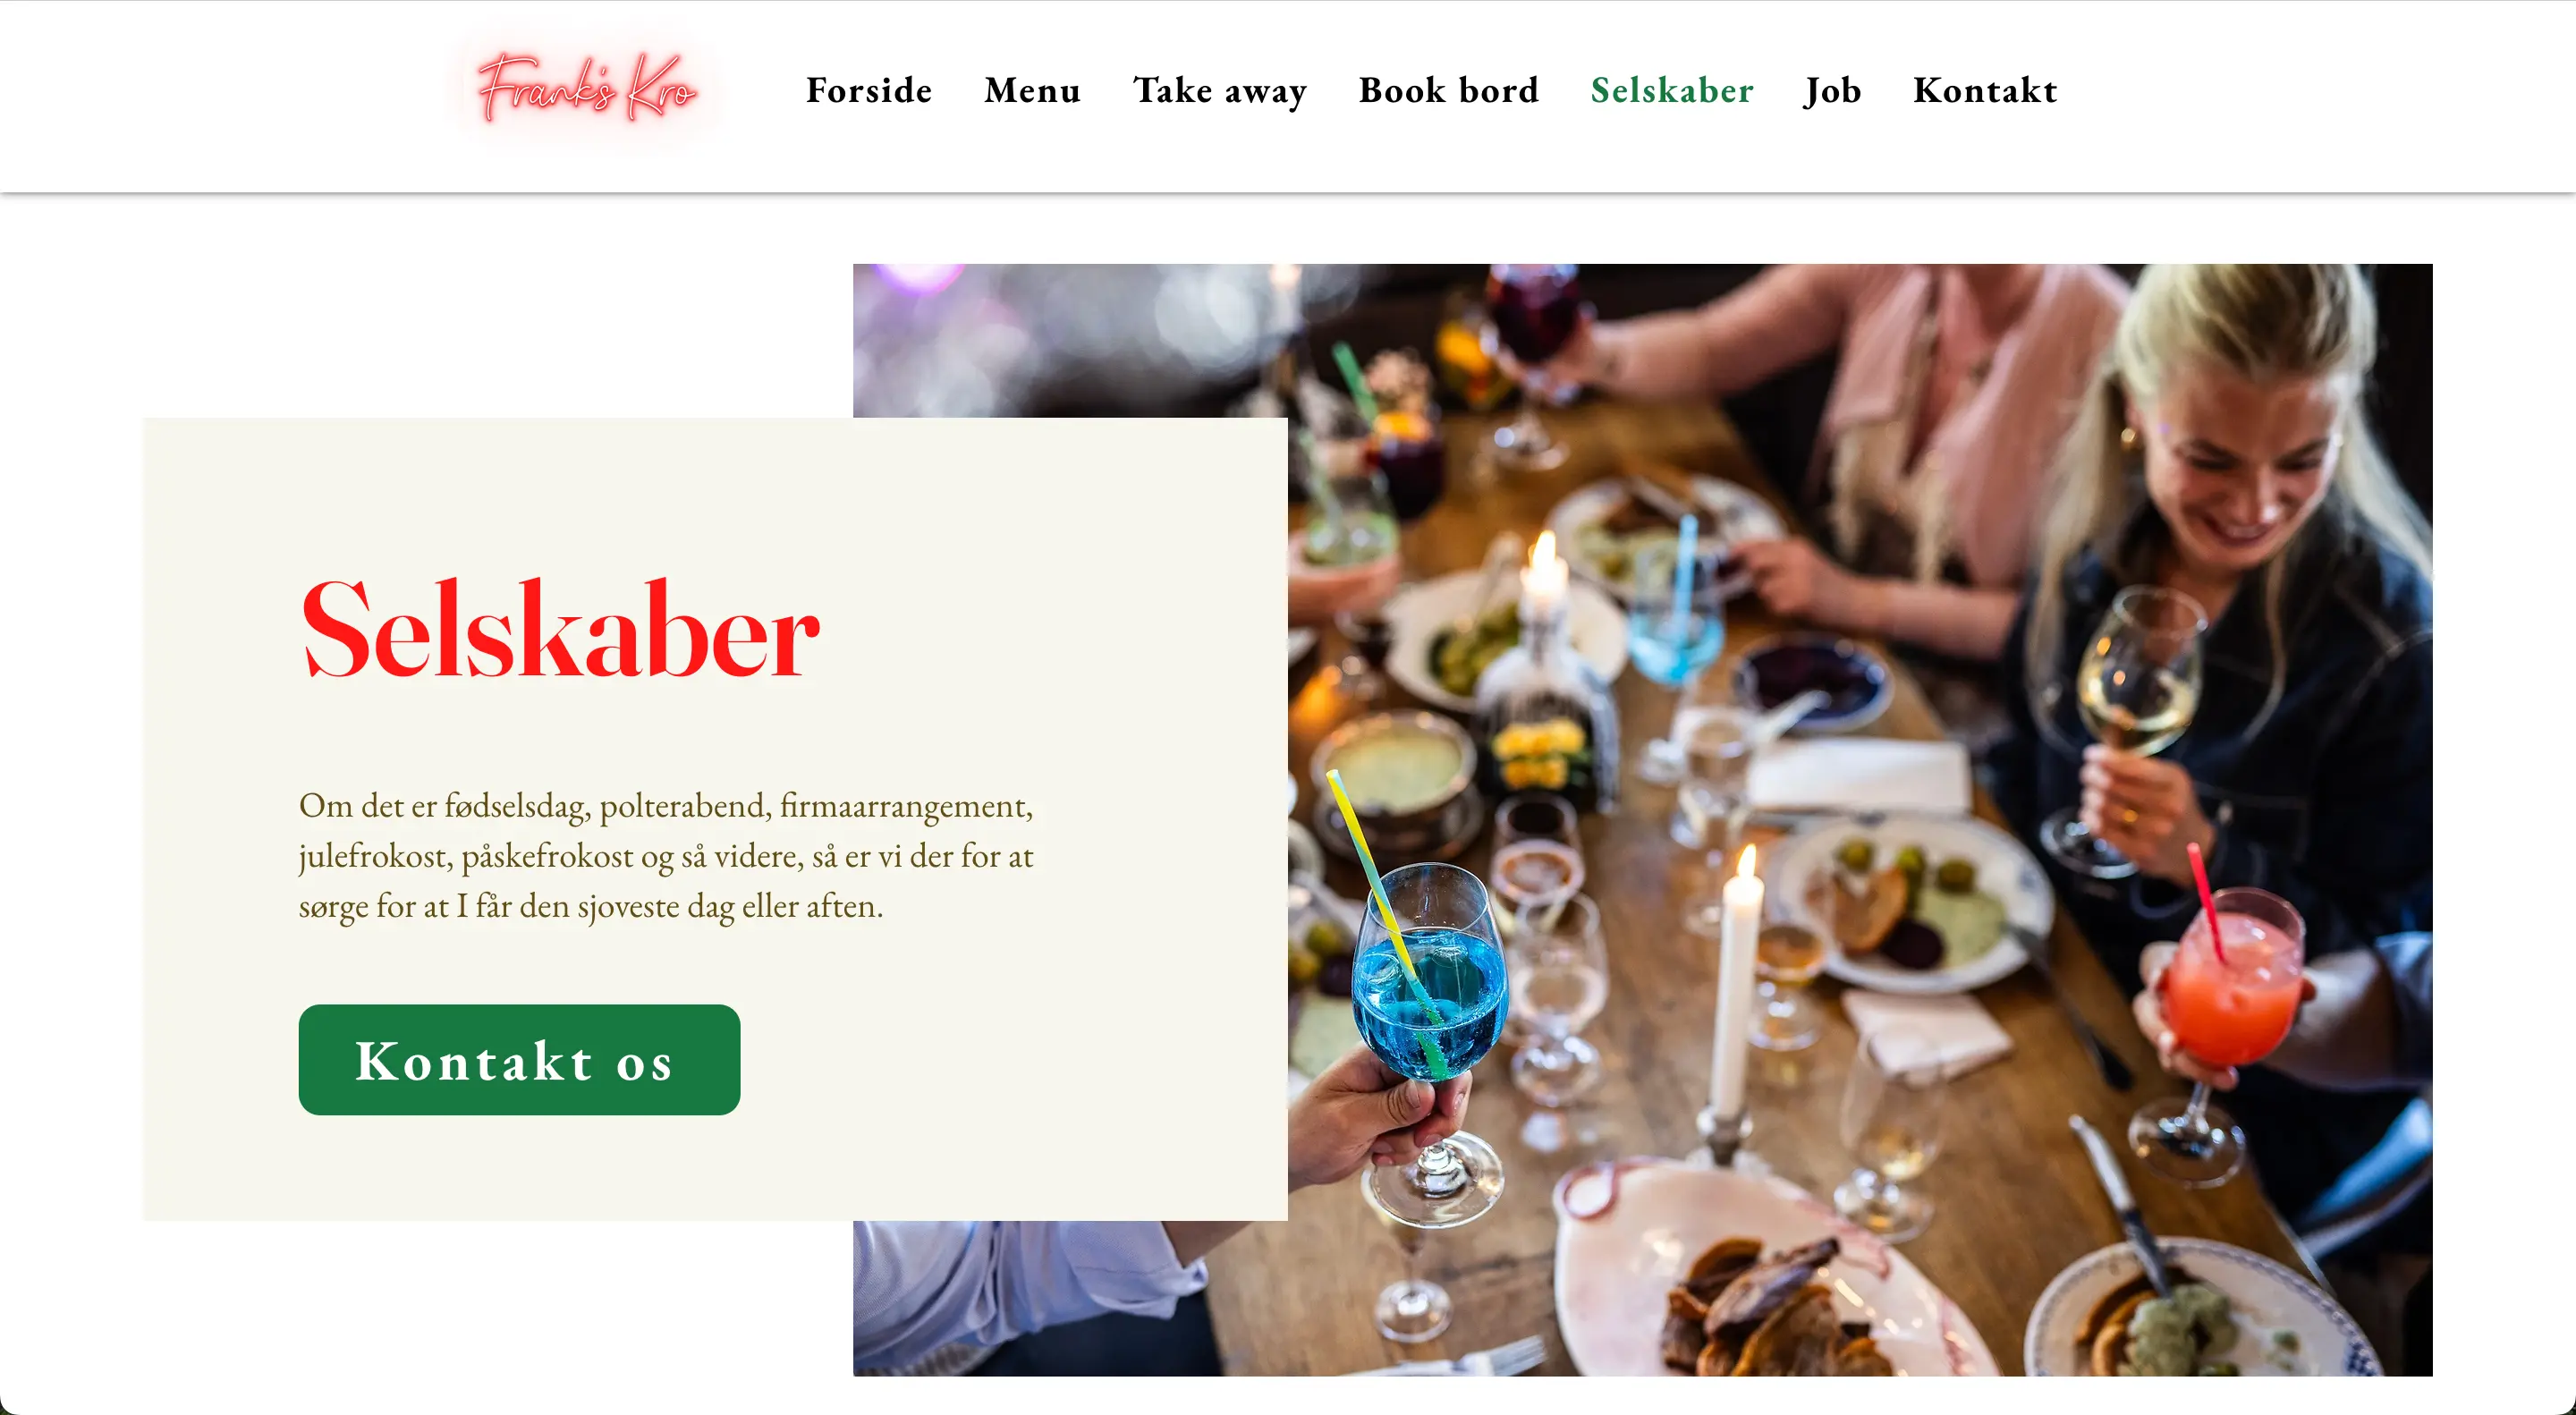 Frank's Kro
Forside
Menu
Take away
Book bord
Selskaber
Job
Kontakt
Selskaber
Om det er fødselsdag, polterabend, firmaarrangement,
julefrokost, påskefrokost og så videre, så er vi der for at
sørge for at I får den sjoveste dag eller aften.
Kontakt os